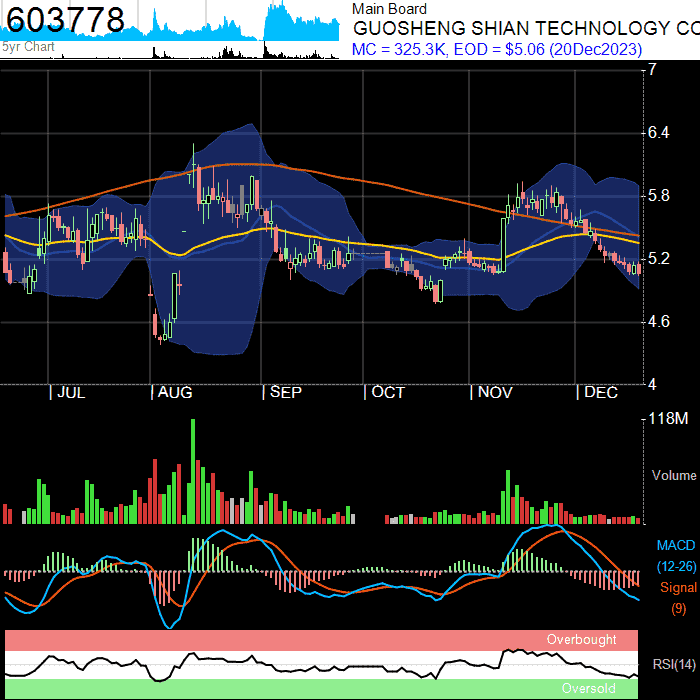 603778
5yr Chart
Main Board
GUOSHENG SHIAN TECHNOLOGY CO
MC = 325.3K, EOD = $5.06 (20Dec2023)
7
6.4
5.8
5.2
4.6
4
| JUL | AUG | SEP | OCT | NOV | DEC
118M
Volume
MACD
(12-26)
Signal
(9)
Overbought
RSI(14)
Oversold